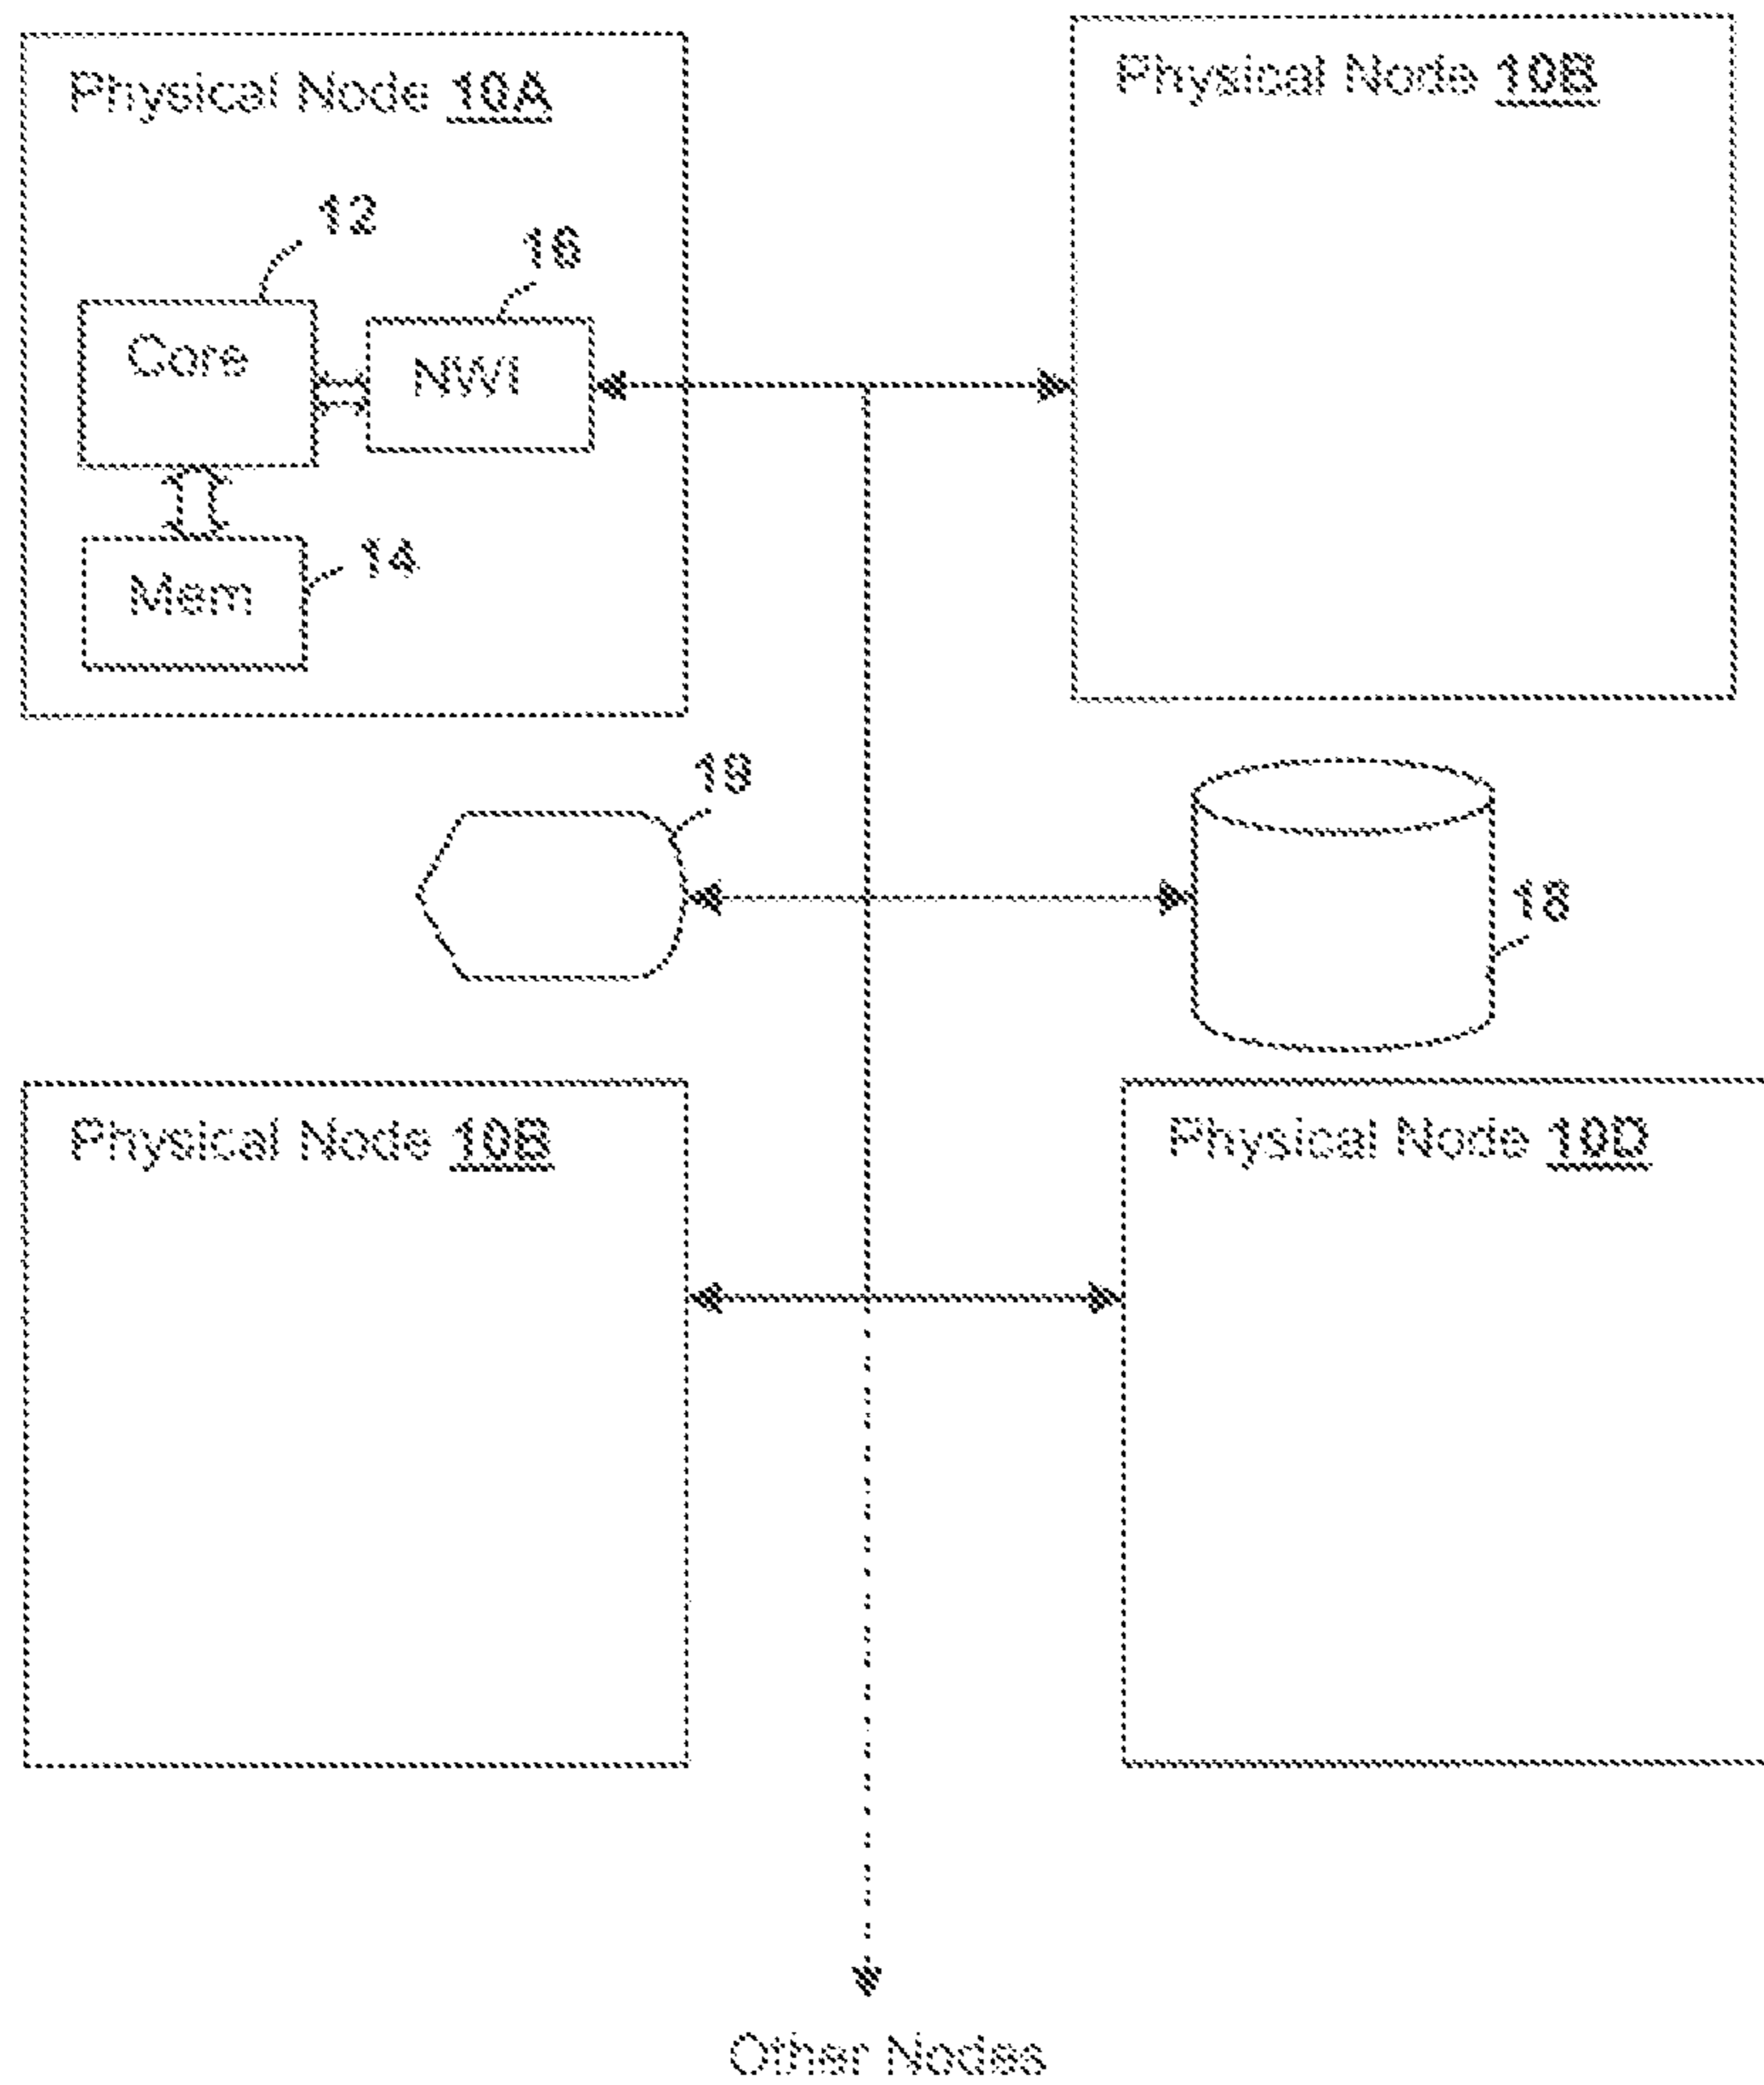 Physical Node 10A
Physical Node 10B
12
16
Core
NWI
14
Mem
19
18
Physical Node 10B
Physical Node 10D
Other Nodes